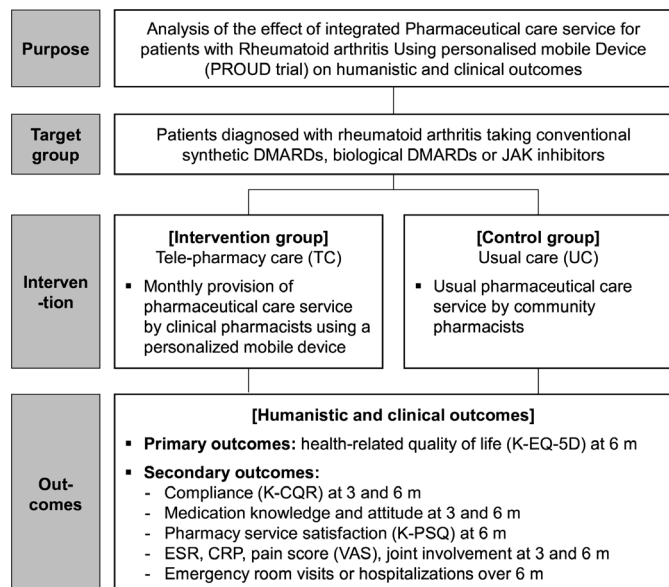 Purpose
Analysis of the effect of integrated Pharmaceutical care service for
patients with Rheumatoid arthritis Using personalised mobile Device
(PROUD trial) on humanistic and clinical outcomes
Target
group
Patients diagnosed with rheumatoid arthritis taking conventional
synthetic DMARDs, biological DMARDs or JAK inhibitors
Interven
-tion
[Intervention group]
Tele-pharmacy care (TC)
▪ Monthly provision of
pharmaceutical care service
by clinical pharmacists using a
personalized mobile device
[Control group]
Usual care (UC)
▪ Usual pharmaceutical care
service by community
pharmacists
Out-
comes
[Humanistic and clinical outcomes]
▪ Primary outcomes: health-related quality of life (K-EQ-5D) at 6 m
▪ Secondary outcomes:
- Compliance (K-CQR) at 3 and 6 m
- Medication knowledge and attitude at 3 and 6 m
- Pharmacy service satisfaction (K-PSQ) at 6 m
- ESR, CRP, pain score (VAS), joint involvement at 3 and 6 m
- Emergency room visits or hospitalizations over 6 m